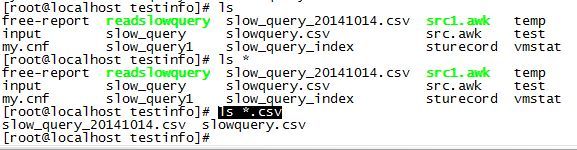 [root@localhost testinfo]# ls
free-report readslowquery slow_query_20141014.csv src1.awk temp
input slow_query slowquery.csv src.awk test
my.cnf slow_query1 slow_query_index sturecord vmstat
[root@localhost testinfo]# ls *
free-report readslowquery slow_query_20141014.csv src1.awk temp
input slow_query slowquery.csv src.awk test
my.cnf slow_query1 slow_query_index sturecord vmstat
[root@localhost testinfo]# ls *.csv
slow_query_20141014.csv slowquery.csv
[root@localhost testinfo]#